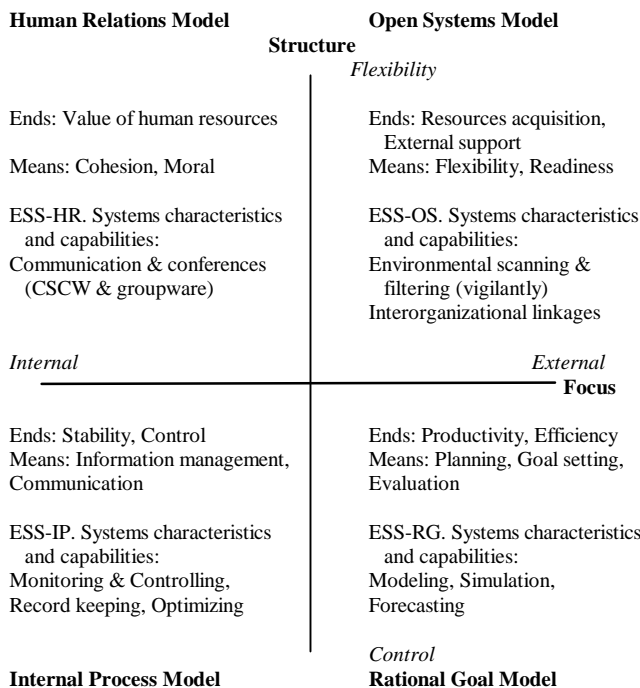 Human Relations Model
Open Systems Model
Structure
Flexibility
Ends: Value of human resources
Means: Cohesion, Moral
ESS-HR. Systems characteristics
and capabilities:
Communication & conferences
(CSCW & groupware)
Ends: Resources acquisition,
External support
Means: Flexibility, Readiness
ESS-OS. Systems characteristics
and capabilities:
Environmental scanning &
filtering (vigilantly)
Interorganizational linkages
Internal
External
Focus
Ends: Stability, Control
Means: Information management,
Communication
ESS-IP. Systems characteristics
and capabilities:
Monitoring & Controlling,
Record keeping, Optimizing
Ends: Productivity, Efficiency
Means: Planning, Goal setting,
Evaluation
ESS-RG. Systems characteristics
and capabilities:
Modeling, Simulation,
Forecasting
Control
Internal Process Model
Rational Goal Model